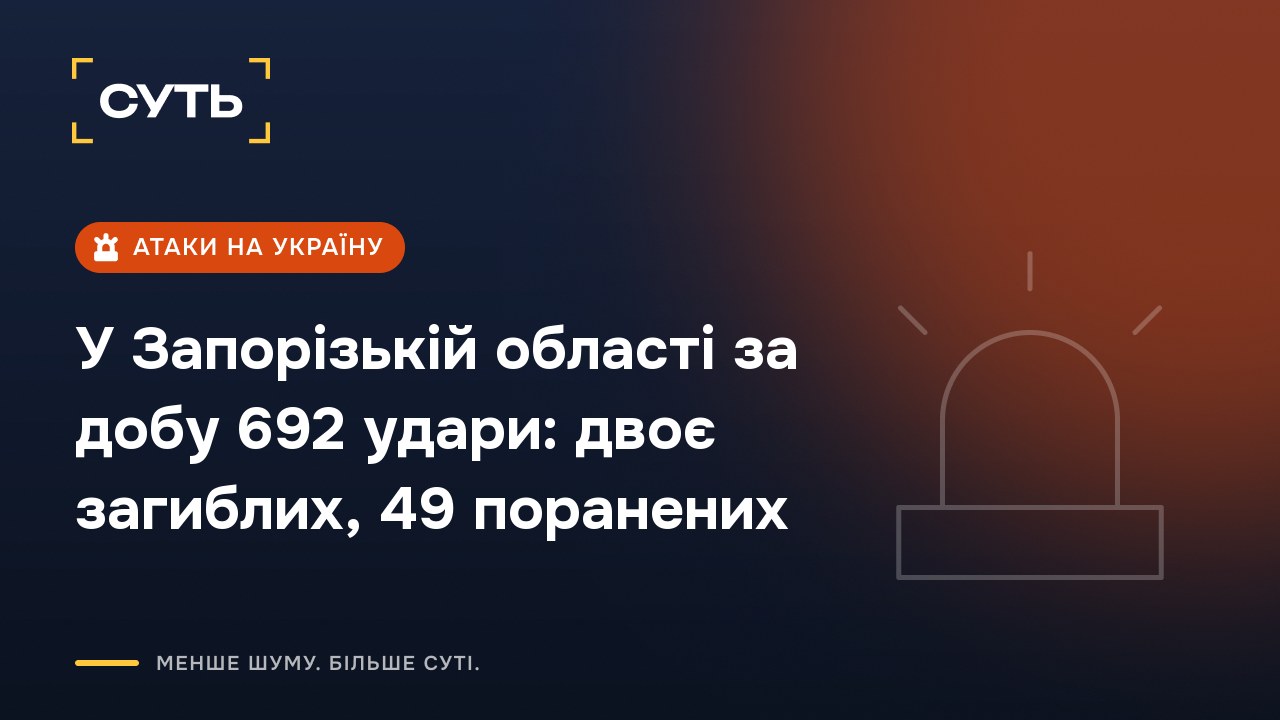 СУТЬ
АТАКИ НА УКРАЇНУ
У Запорізькій області за
добу 692 удари: двоє
загиблих, 49 поранених
МЕНШЕ ШУМУ. БІЛЬШЕ СУТІ.